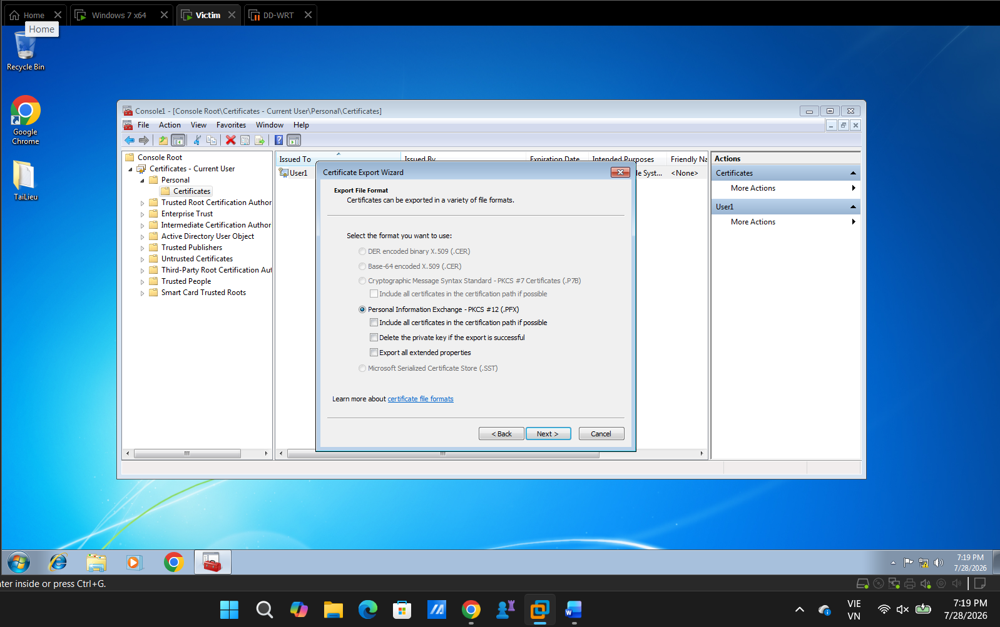 Home
Windows 7 x64
Victim
DD-WRT
Home
Recycle Bin
Google
Chrome
TaiLieu
Console1 - [Console Root\Certificates - Current User\Personal\Certificates]
File Action View Favorites Window Help
Console Root
Certificates - Current User
Personal
Certificates
Trusted Root Certification Author
Enterprise Trust
Intermediate Certification Author
Active Directory User Object
Trusted Publishers
Untrusted Certificates
Third-Party Root Certification Aut
Trusted People
Smart Card Trusted Roots
Issued To Issued By Expiration Date Intended Purposes Friendly Na
User1 le Syst... <None>
Certificate Export Wizard
Export File Format
Certificates can be exported in a variety of file formats.
Select the format you want to use:
DER encoded binary X.509 (.CER)
Base-64 encoded X.509 (.CER)
Cryptographic Message Syntax Standard - PKCS #7 Certificates (.P7B)
Include all certificates in the certification path if possible
Personal Information Exchange - PKCS #12 (.PFX)
Include all certificates in the certification path if possible
Delete the private key if the export is successful
Export all extended properties
Microsoft Serialized Certificate Store (.SST)
Learn more about certificate file formats
< Back Next > Cancel
Actions
Certificates
More Actions
User1
More Actions
7:19 PM
7/28/2026
nter inside or press Ctrl+G.
VIE
VN
7:19 PM
7/28/2026